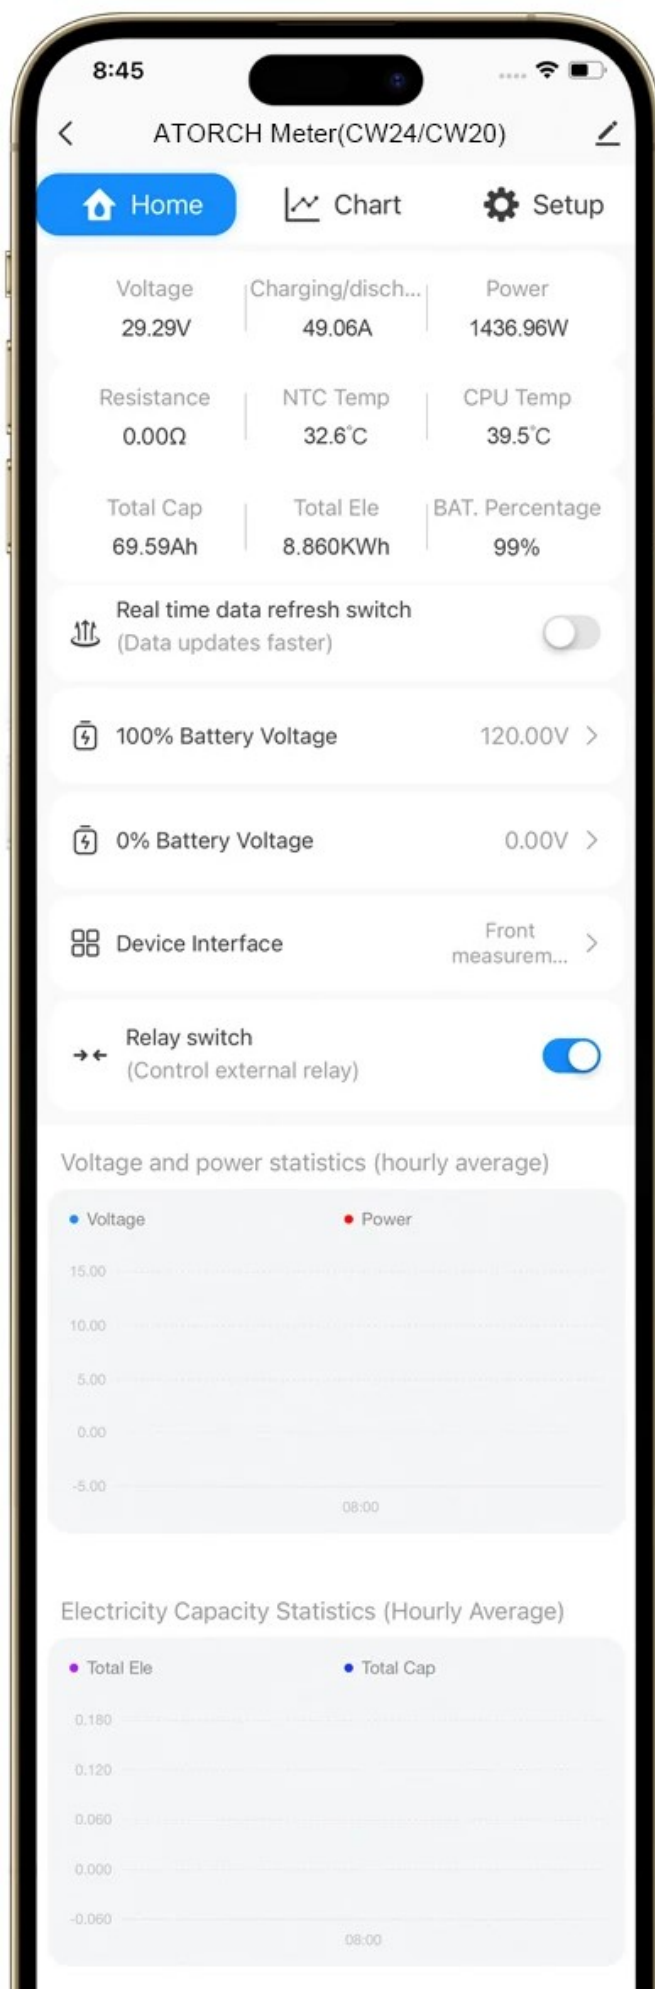 8:45
ATORCH Meter(CW24/CW20)
Home Chart Setup
Voltage Charging/disch... Power
29.29V 49.06A 1436.96W
Resistance NTC Temp CPU Temp
0.00Ω 32.6°C 39.5°C
Total Cap Total Ele BAT. Percentage
69.59Ah 8.860KWh 99%
Real time data refresh switch
(Data updates faster)
100% Battery Voltage 120.00V
0% Battery Voltage 0.00V
Device Interface Front
measurem...
Relay switch
(Control external relay)
Voltage and power statistics (hourly average)
Voltage Power
15.00
10.00
5.00
0.00
-5.00
08:00
Electricity Capacity Statistics (Hourly Average)
Total Ele Total Cap
0.180
0.120
0.060
0.000
-0.060
08:00